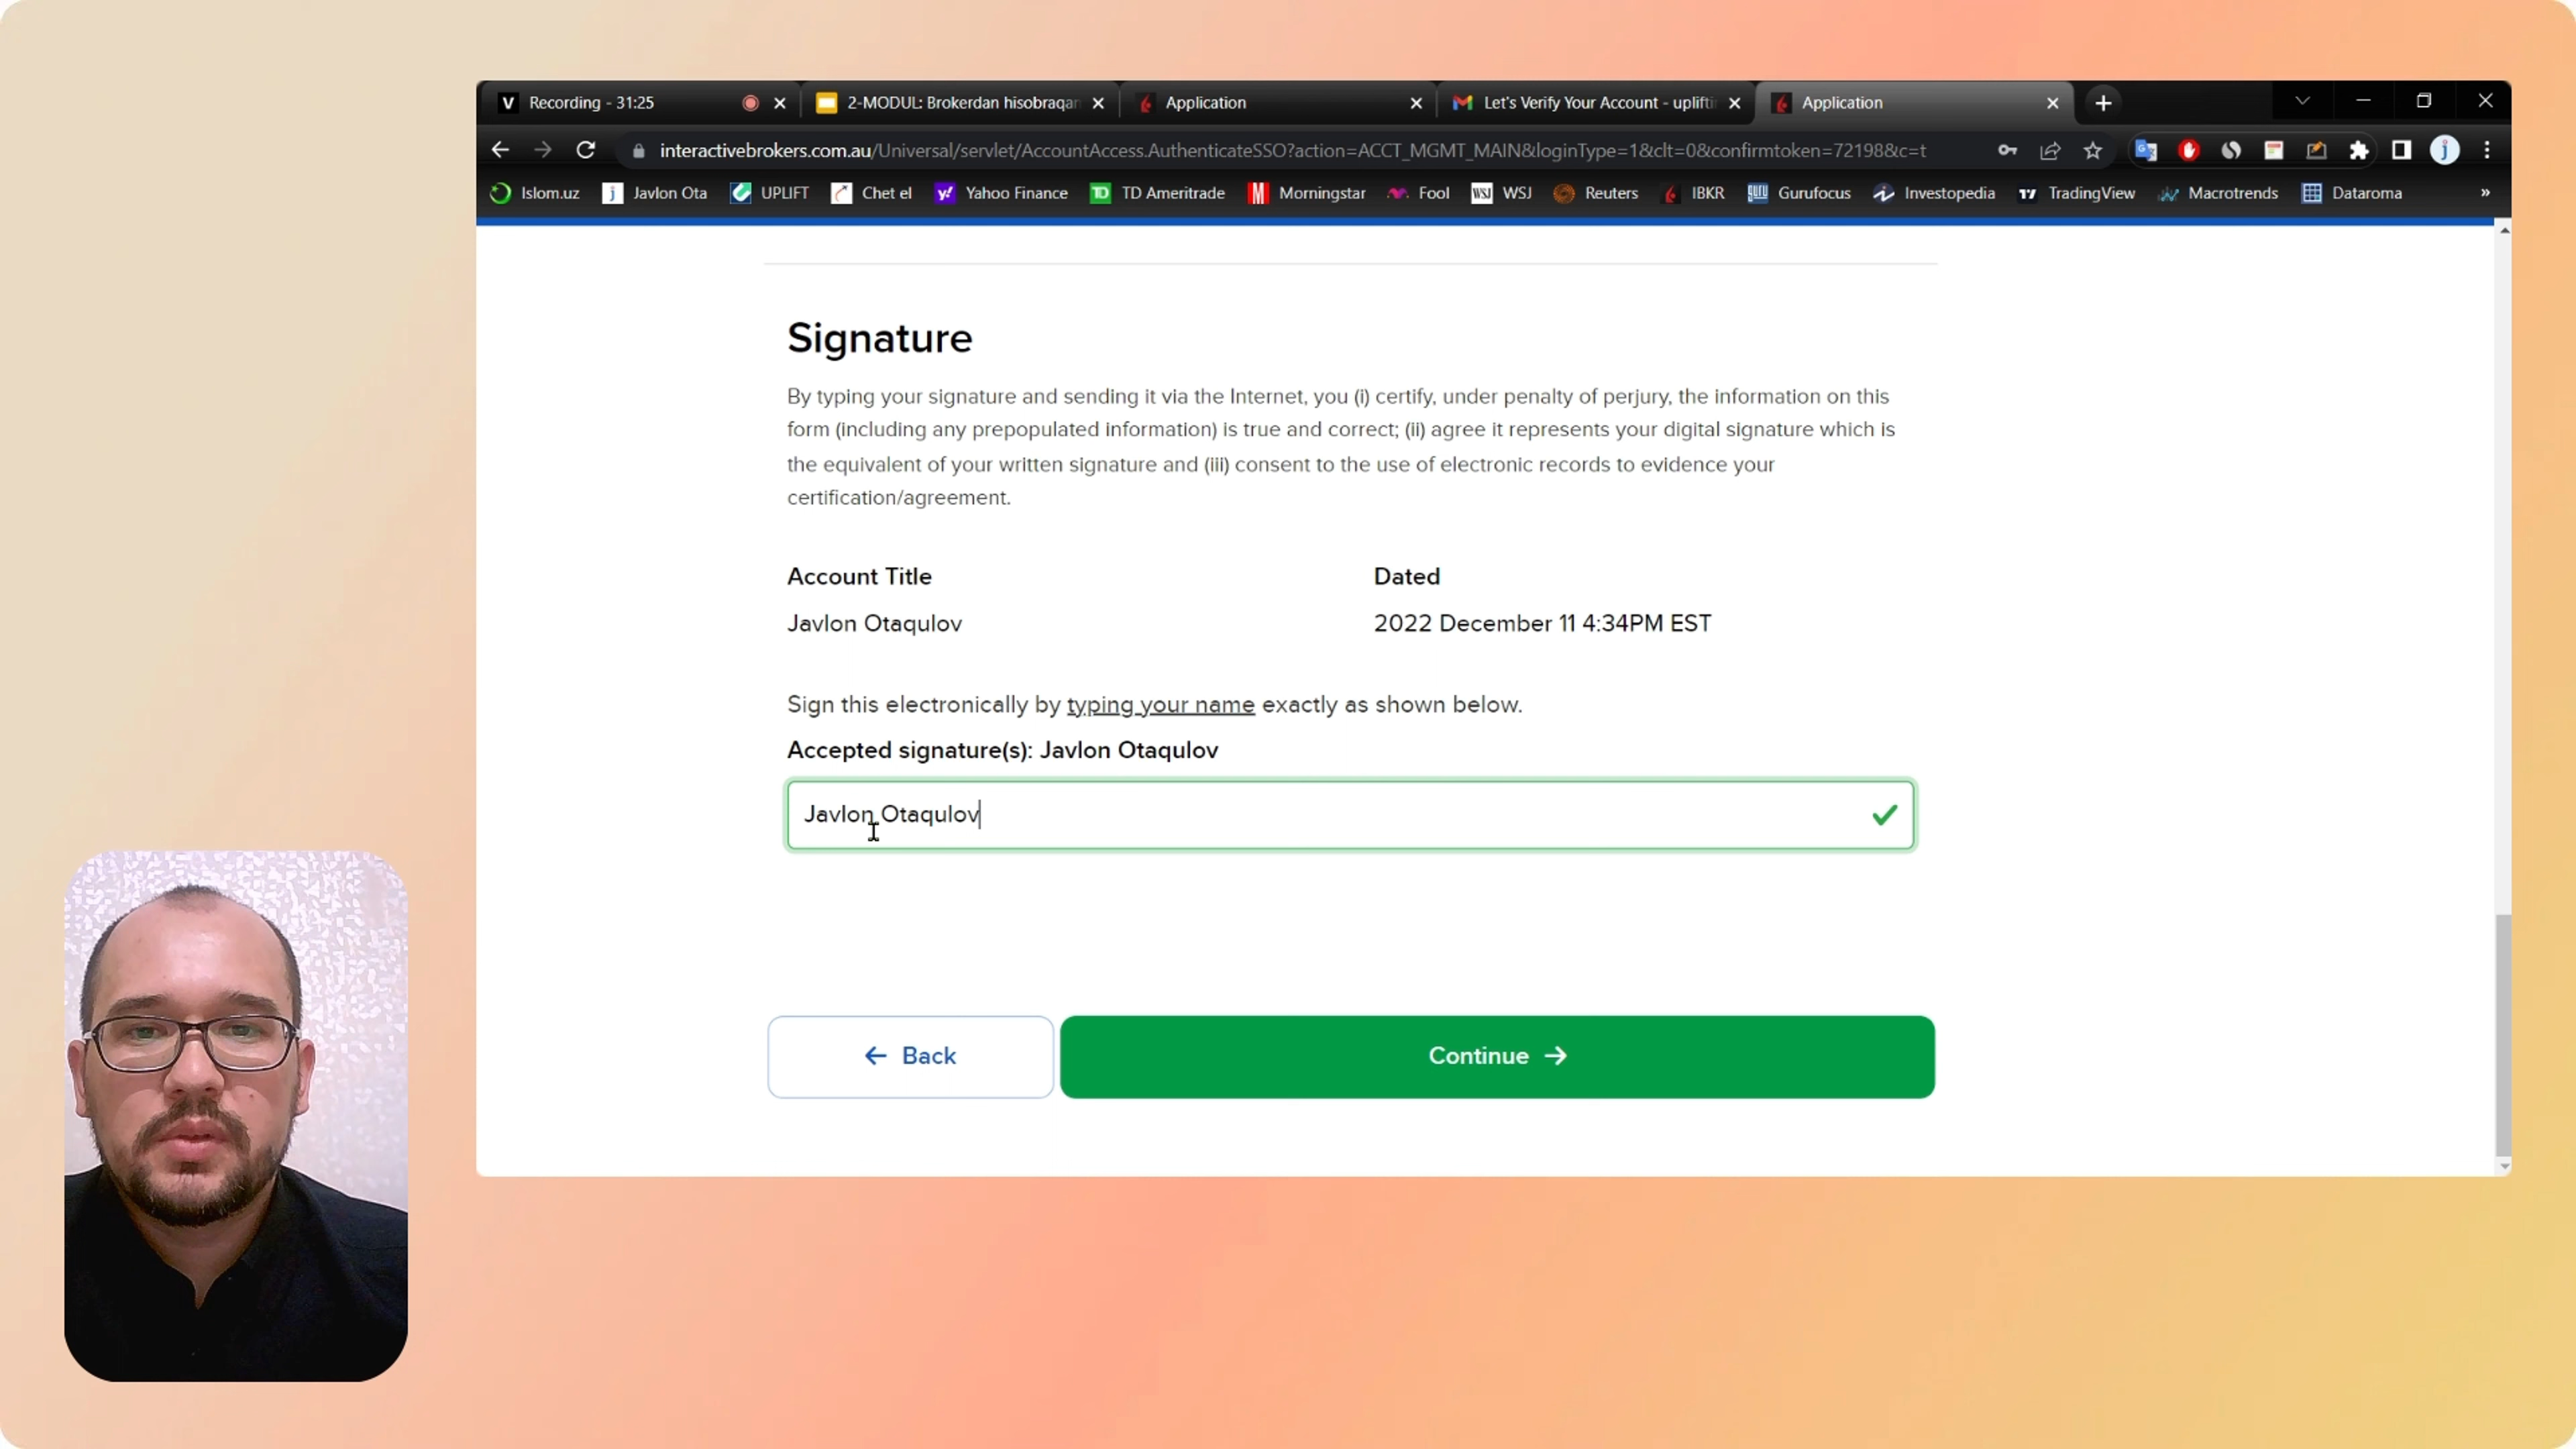 Recording - 31:25
2-MODUL: Brokerdan hisobraqan
Application
Let's Verify Your Account - uplifti
Application
interactivebrokers.com.au/Universal/servlet/AccountAccess.AuthenticateSSO?action=ACCT_MGMT_MAIN&loginType=1&clt=0&confirmtoken=72198&c=t
Islom.uz
Javlon Ota
UPLIFT
Chet el
Yahoo Finance
TD Ameritrade
Morningstar
Fool
WSJ
Reuters
IBKR
Gurufocus
Investopedia
TradingView
Macrotrends
Dataroma
»
Signature
By typing your signature and sending it via the Internet, you (i) certify, under penalty of perjury, the information on this
form (including any prepopulated information) is true and correct; (ii) agree it represents your digital signature which is
the equivalent of your written signature and (iii) consent to the use of electronic records to evidence your
certification/agreement.
Account Title
Dated
Javlon Otaqulov
2022 December 11 4:34PM EST
Sign this electronically by typing your name exactly as shown below.
Accepted signature(s): Javlon Otaqulov
Javlon Otaqulov
Back
Continue